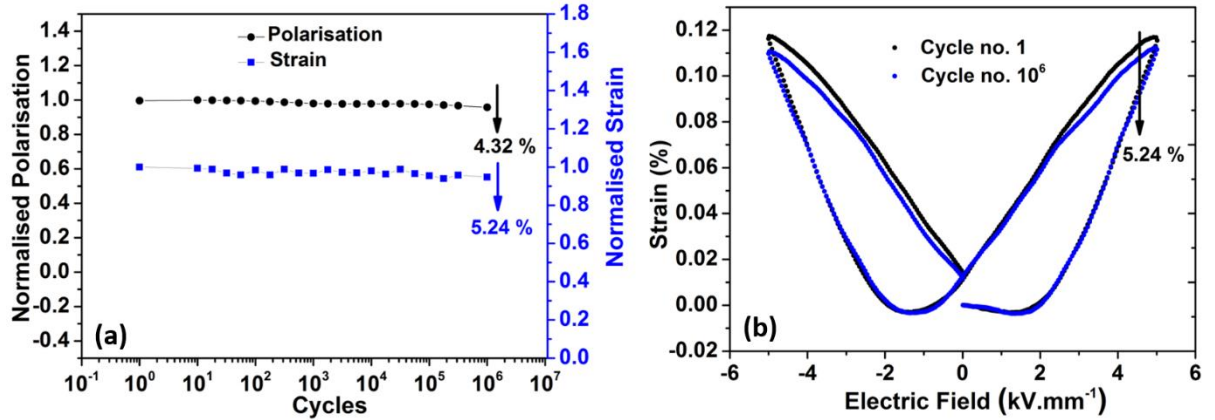 1.4
1.2
1.0
0.8
0.6
0.4
0.2
0.0
-0.2
-0.4
Normalised Polarisation
Polarisation
Strain
4.32 %
5.24 %
(a)
10⁻¹ 10⁰ 10¹ 10² 10³ 10⁴ 10⁵ 10⁶ 10⁷
Cycles
1.8
1.6
1.4
1.2
1.0
0.8
0.6
0.4
0.2
0.0
Normalised Strain
0.12
0.10
0.08
0.06
0.04
0.02
0.00
-0.02
Strain (%)
Cycle no. 1
Cycle no. 10⁶
5.24 %
(b)
-6 -4 -2 0 2 4 6
Electric Field (kV.mm⁻¹)